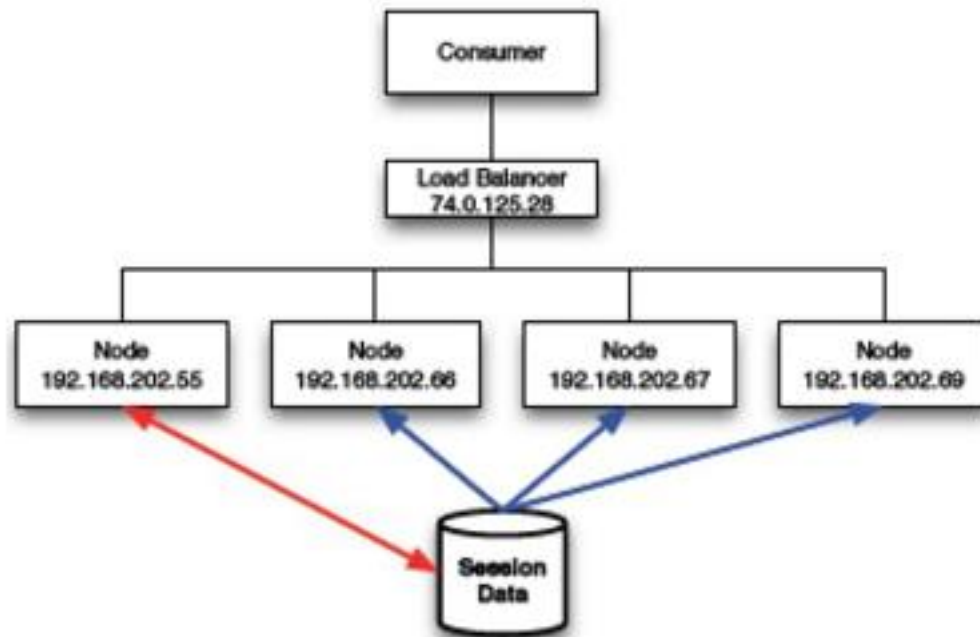 Consumer
Load Balancer
74.0.125.28
Node
192.168.202.55
Node
192.168.202.66
Node
192.168.202.67
Node
192.168.202.69
Session
Data